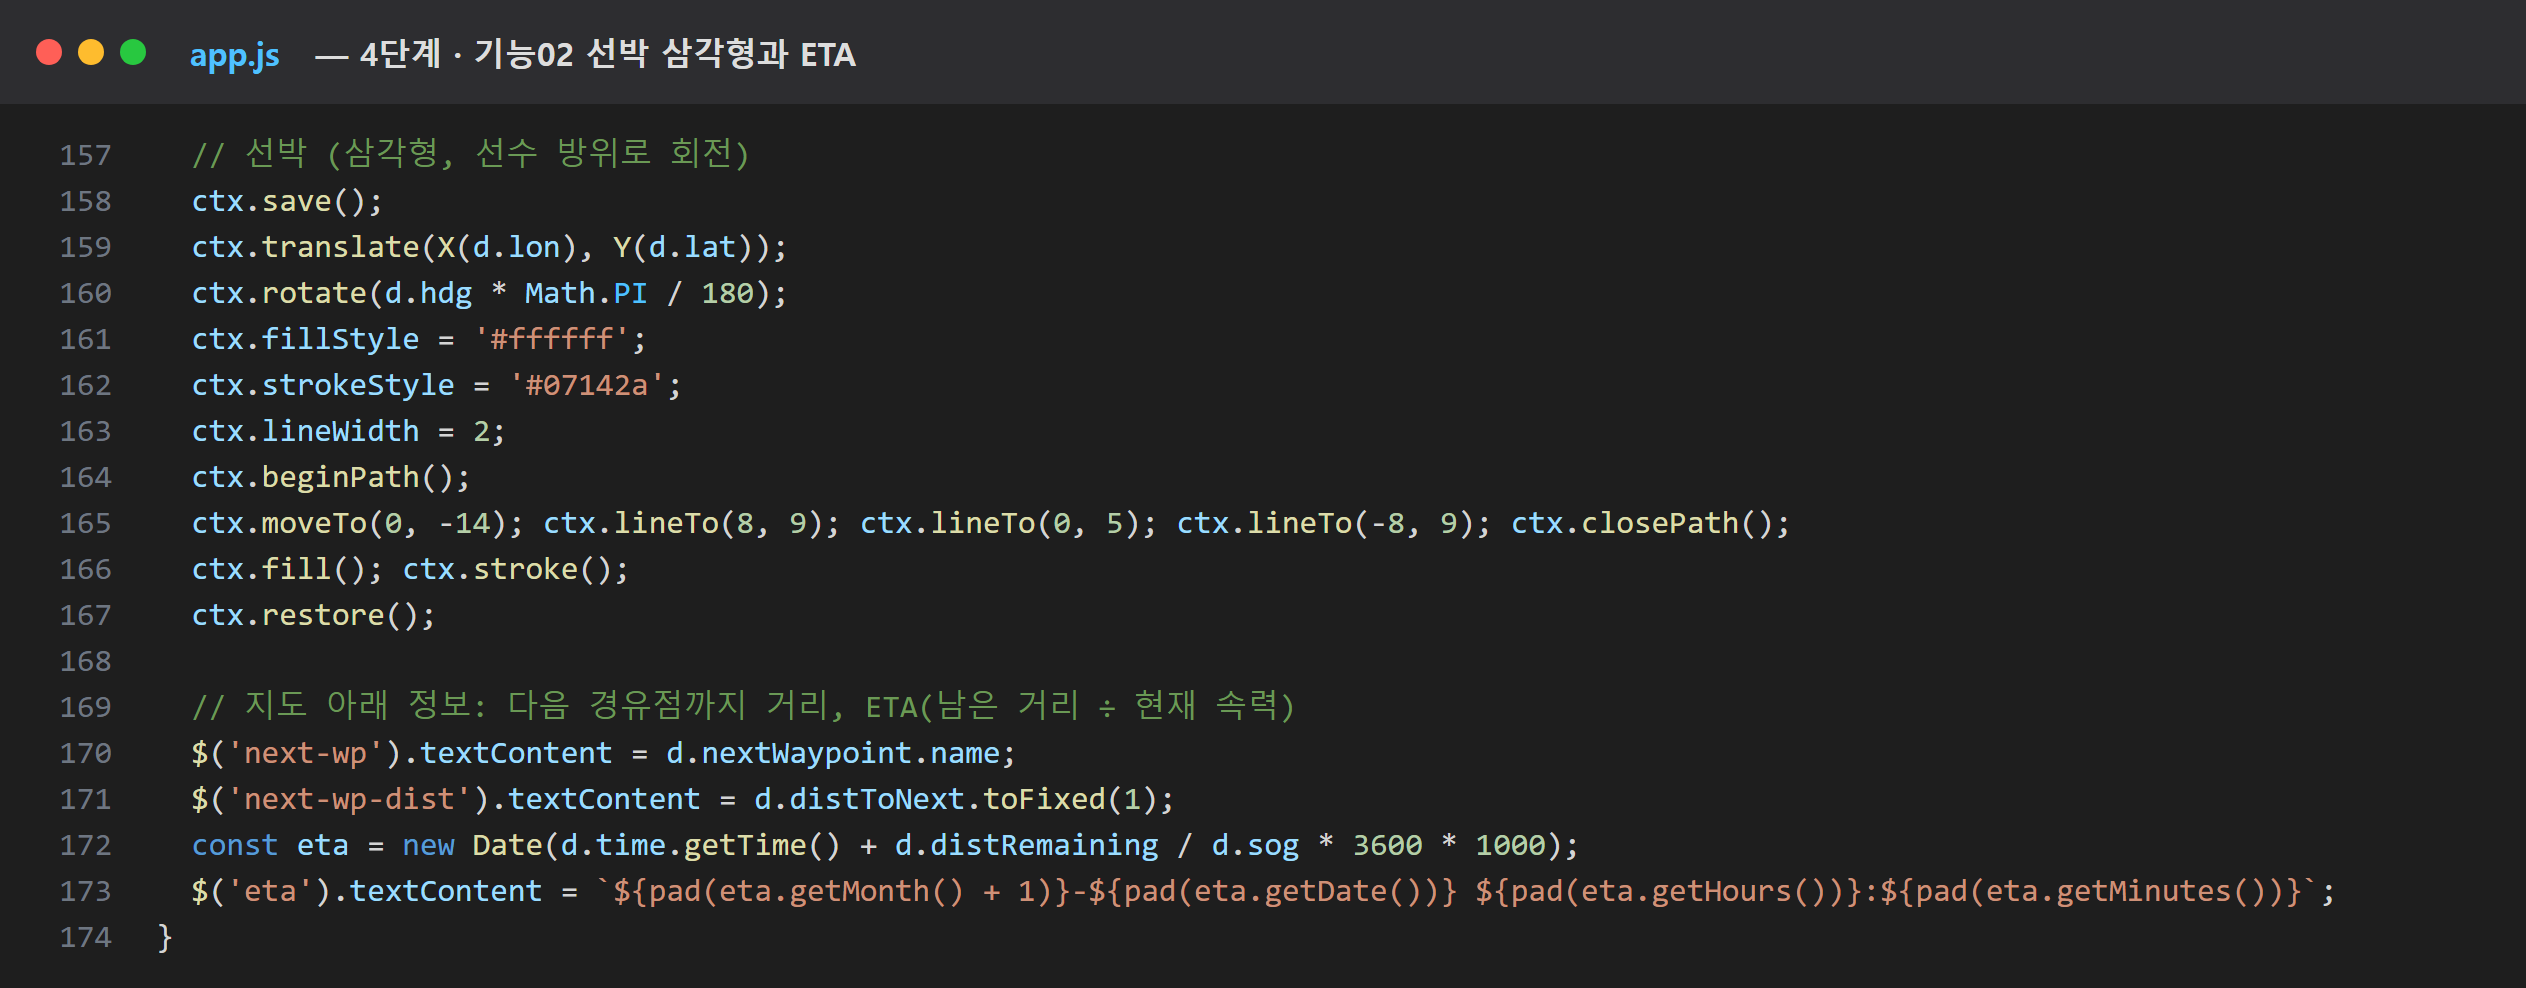 app.js — 4단계 · 기능02 선박 삼각형과 ETA
157 // 선박 (삼각형, 선수 방위로 회전)
158 ctx.save();
159 ctx.translate(X(d.lon), Y(d.lat));
160 ctx.rotate(d.hdg * Math.PI / 180);
161 ctx.fillStyle = '#ffffff';
162 ctx.strokeStyle = '#07142a';
163 ctx.lineWidth = 2;
164 ctx.beginPath();
165 ctx.moveTo(0, -14); ctx.lineTo(8, 9); ctx.lineTo(0, 5); ctx.lineTo(-8, 9); ctx.closePath();
166 ctx.fill(); ctx.stroke();
167 ctx.restore();
168
169 // 지도 아래 정보: 다음 경유점까지 거리, ETA(남은 거리 ÷ 현재 속력)
170 $('next-wp').textContent = d.nextWaypoint.name;
171 $('next-wp-dist').textContent = d.distToNext.toFixed(1);
172 const eta = new Date(d.time.getTime() + d.distRemaining / d.sog * 3600 * 1000);
173 $('eta').textContent = `${pad(eta.getMonth() + 1)}-${pad(eta.getDate())} ${pad(eta.getHours())}:${pad(eta.getMinutes())}`;
174 }